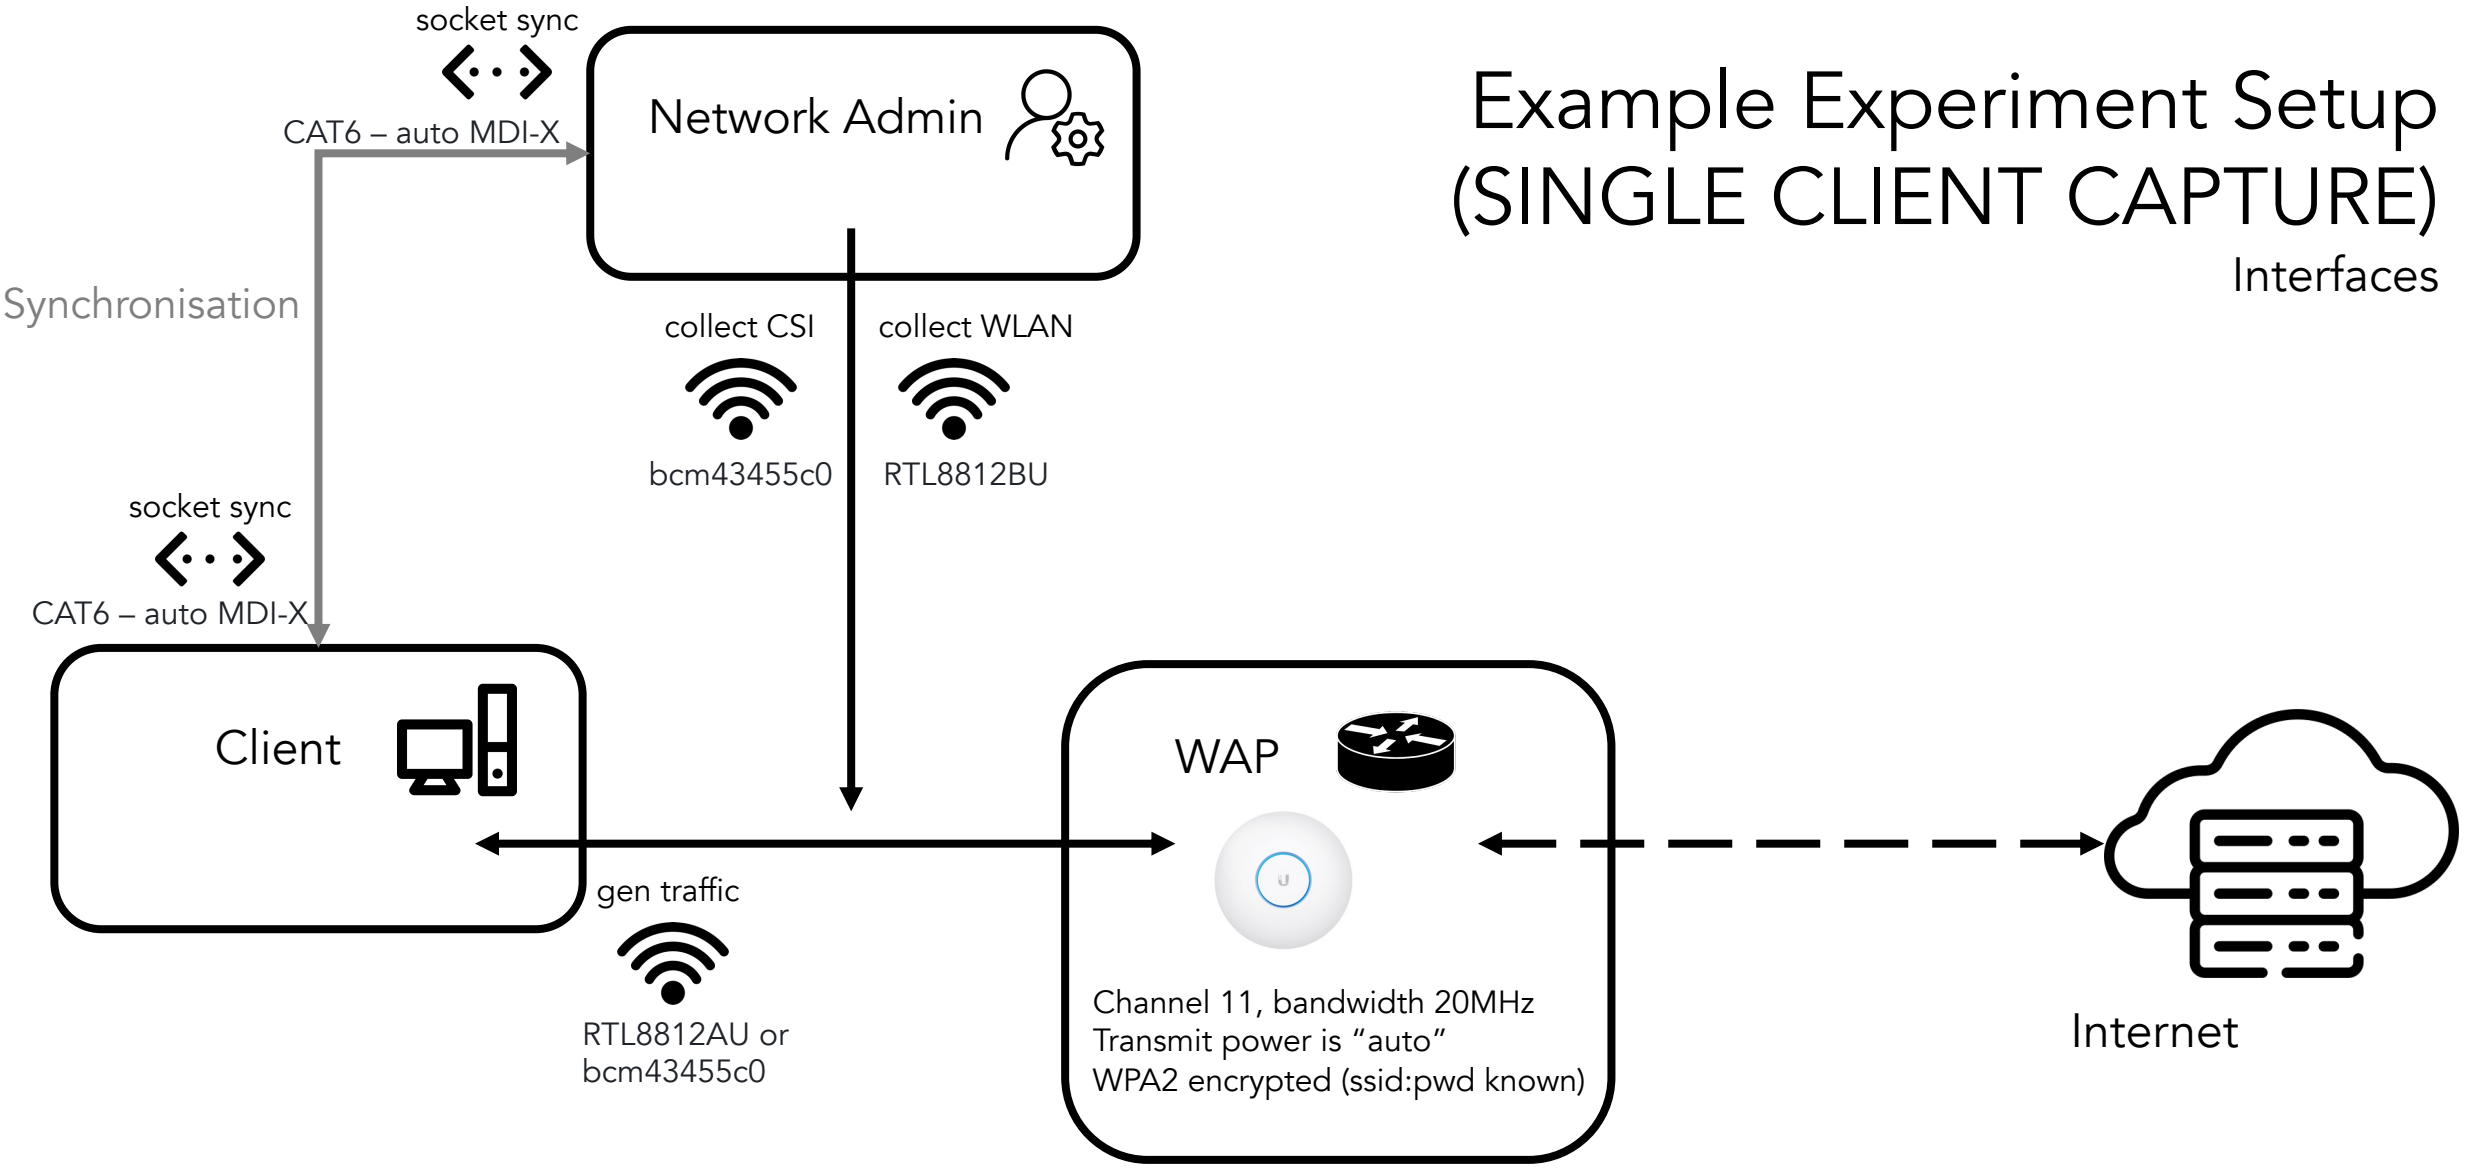 socket sync
CAT6 – auto MDI-X
Network Admin
Example Experiment Setup
(SINGLE CLIENT CAPTURE)
Interfaces
Synchronisation
collect CSI
collect WLAN
bcm43455c0
RTL8812BU
socket sync
CAT6 – auto MDI-X
Client
WAP
U
gen traffic
RTL8812AU or
bcm43455c0
Channel 11, bandwidth 20MHz
Transmit power is “auto”
WPA2 encrypted (ssid:pwd known)
Internet